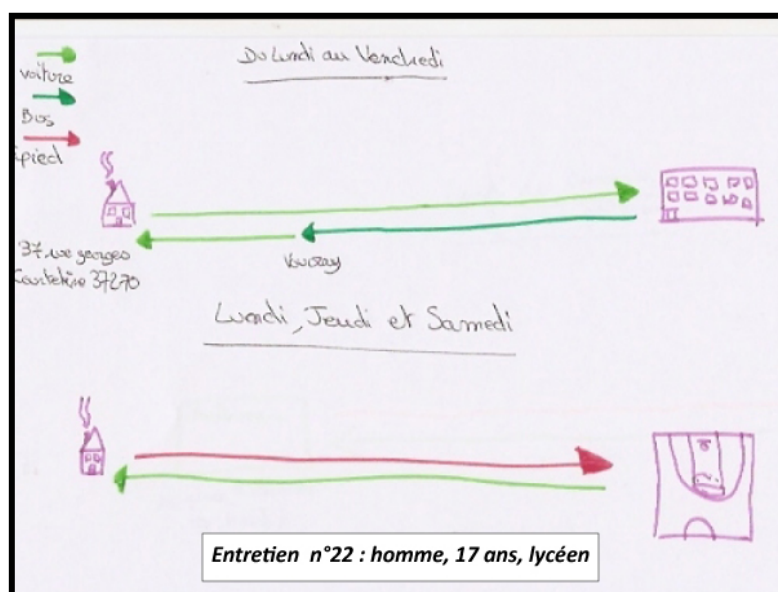 Du Lundi au Vendredi
voiture
Bus
à pied
37 rue georges
Courteline 37270
Vouvray
Lundi, Jeudi et Samedi
Entretien n°22 : homme, 17 ans, lycéen